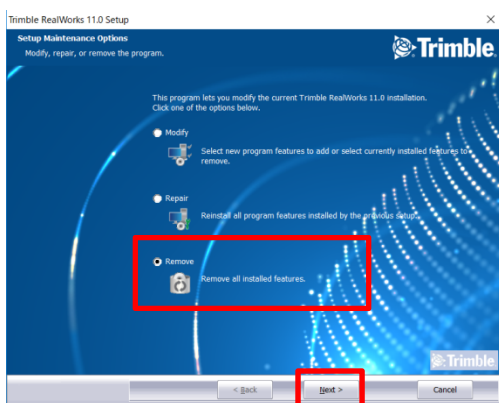 Trimble RealWorks 11.0 Setup
Setup Maintenance Options
Modify, repair, or remove the program.
Trimble
This program lets you modify the current Trimble RealWorks 11.0 installation.
Click one of the options below.
Modify
Select new program features to add or select currently installed features to
remove.
Repair
Reinstall all program features installed by the previous setup.
Remove
Remove all installed features.
Trimble
< Back
Next >
Cancel